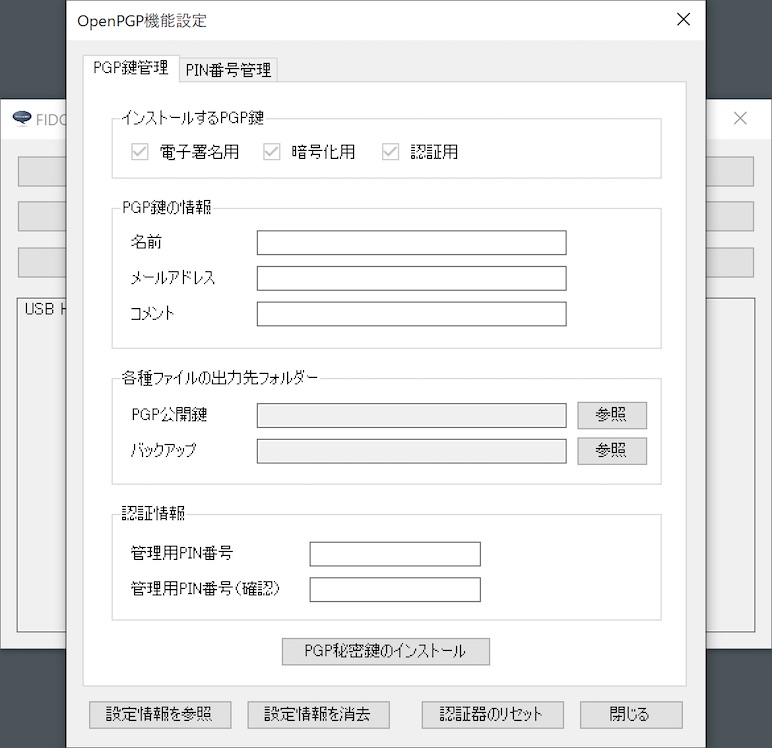 OpenPGP機能設定
PGP鍵管理
PIN番号管理
インストールするPGP鍵
電子署名用
暗号化用
認証用
PGP鍵の情報
名前
メールアドレス
コメント
各種ファイルの出力先フォルダー
PGP公開鍵
参照
バックアップ
参照
認証情報
管理用PIN番号
管理用PIN番号(確認)
PGP秘密鍵のインストール
設定情報を参照
設定情報を消去
認証器のリセット
閉じる
FIDO
USB H